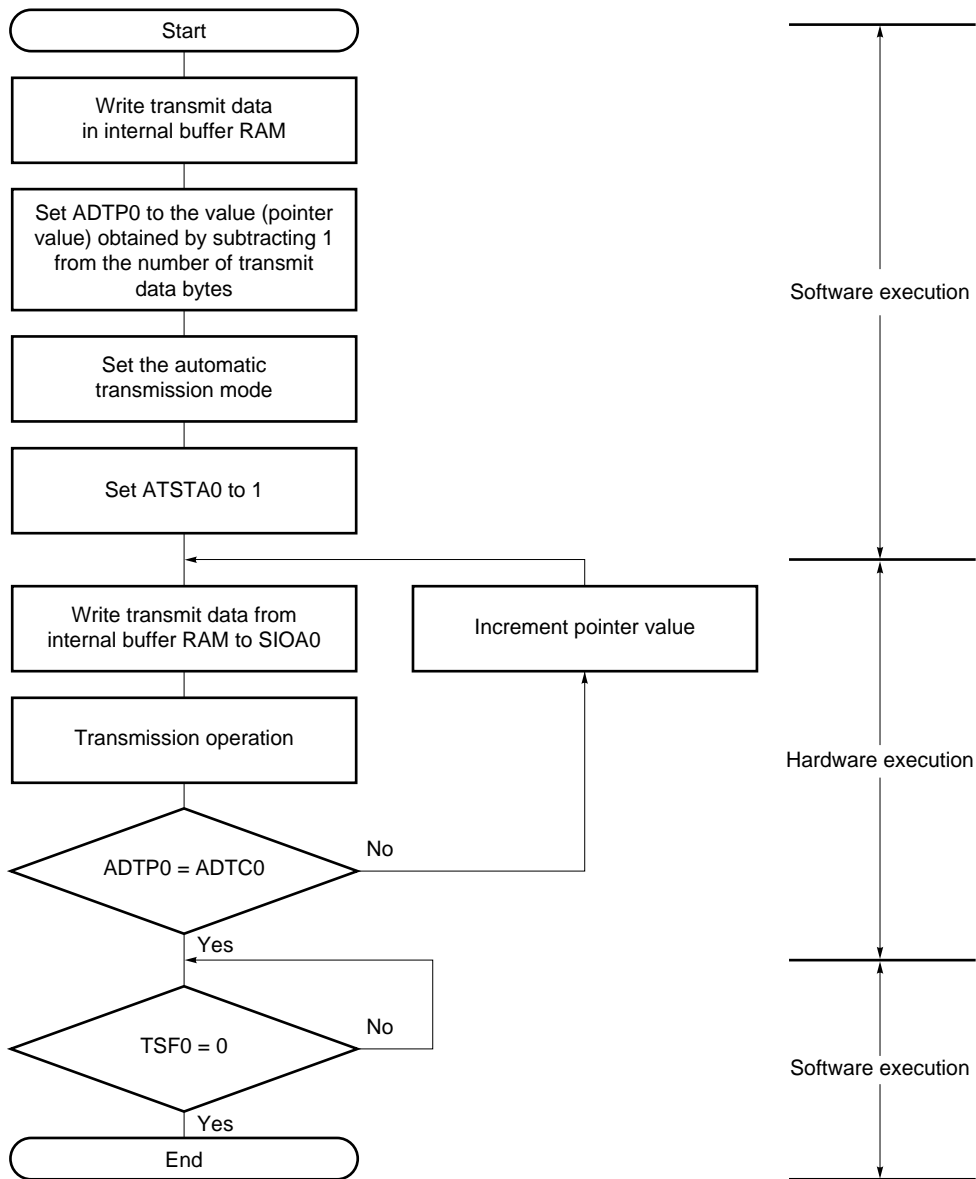 Start
Write transmit data
in internal buffer RAM
Set ADTP0 to the value (pointer
value) obtained by subtracting 1
from the number of transmit
data bytes
Software execution
Set the automatic
transmission mode
Set ATSTA0 to 1
Write transmit data from
internal buffer RAM to SIOA0
Increment pointer value
Transmission operation
Hardware execution
ADTP0 = ADTC0
No
Yes
TSF0 = 0
No
Software execution
Yes
End